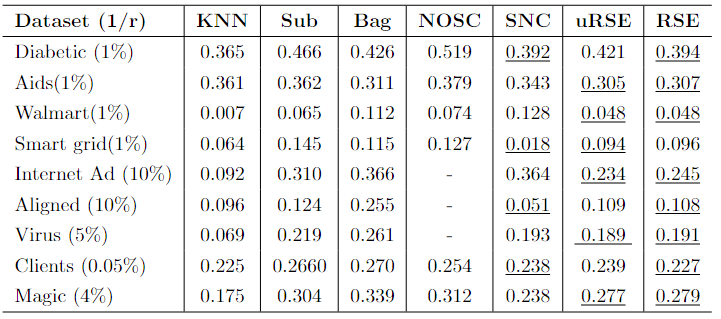 Dataset (1/r) KNN Sub Bag NOSC SNC uRSE RSE
Diabetic (1%) 0.365 0.466 0.426 0.519 0.392 0.421 0.394
Aids(1%) 0.361 0.362 0.311 0.379 0.343 0.305 0.307
Walmart(1%) 0.007 0.065 0.112 0.074 0.128 0.048 0.048
Smart grid(1%) 0.064 0.145 0.115 0.127 0.018 0.094 0.096
Internet Ad (10%) 0.092 0.310 0.366 - 0.364 0.234 0.245
Aligned (10%) 0.096 0.124 0.255 - 0.051 0.109 0.108
Virus (5%) 0.069 0.219 0.261 - 0.193 0.189 0.191
Clients (0.05%) 0.225 0.2660 0.270 0.254 0.238 0.239 0.227
Magic (4%) 0.175 0.304 0.339 0.312 0.238 0.277 0.279